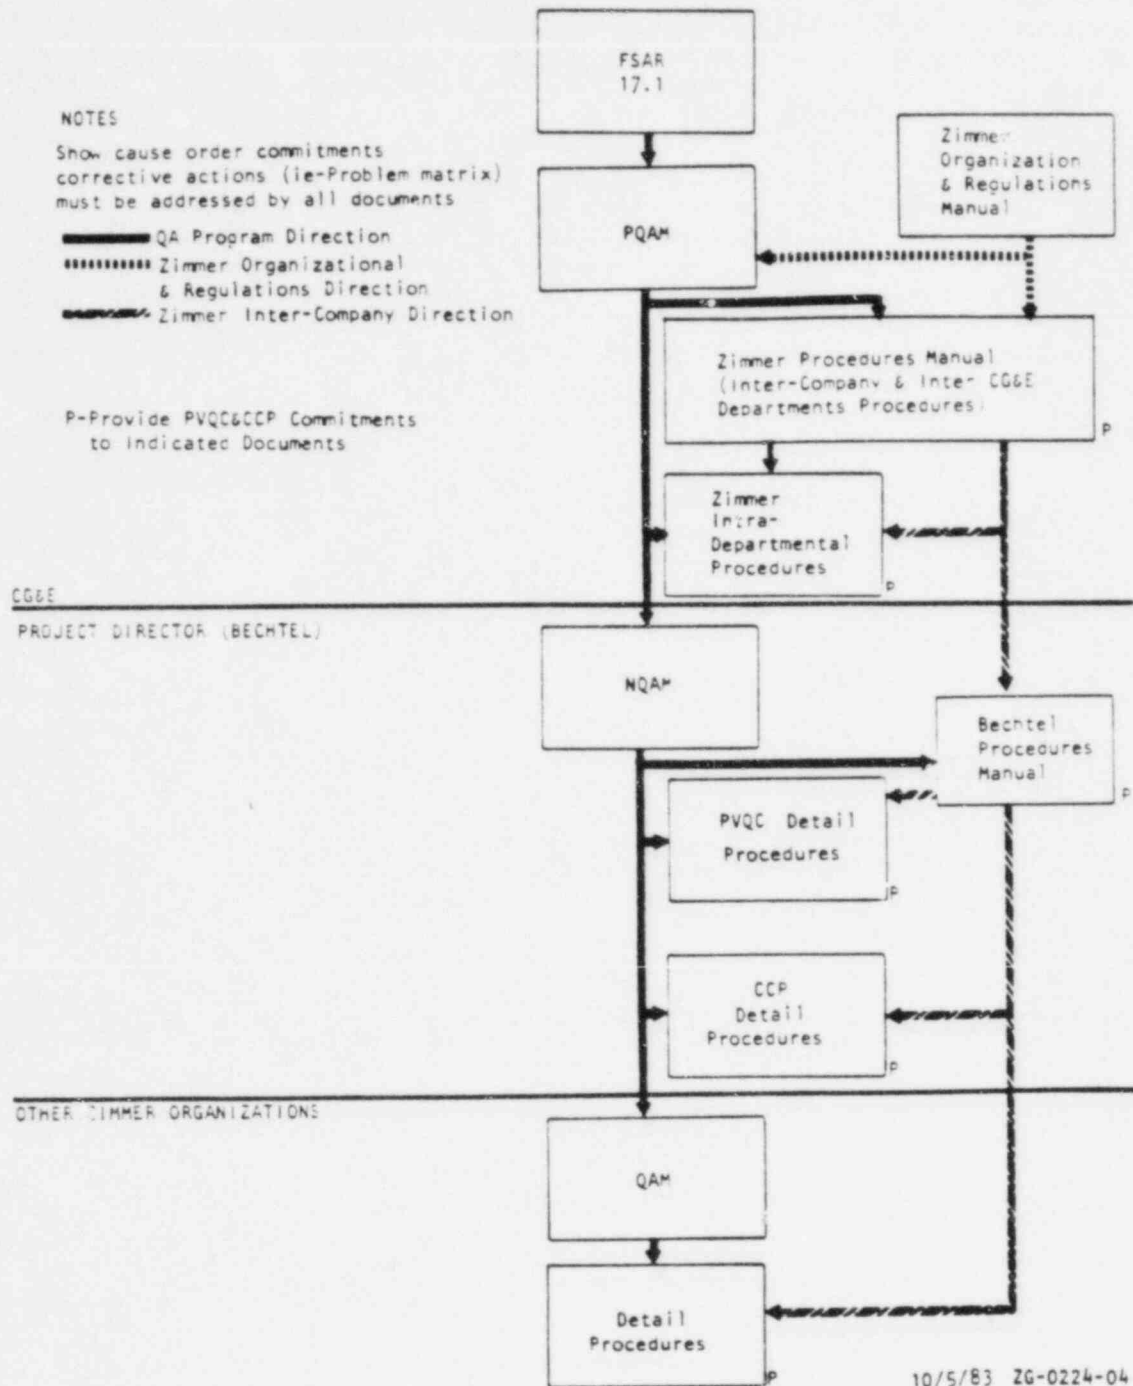 FSAR
17.1
NOTES
Show cause order commitments
corrective actions (ie-Problem matrix)
must be addressed by all documents
QA Program Direction
Zimmer Organizational
& Regulations Direction
Zimmer Inter-Company Direction
P-Provide PVQC&CCP Commitments
to Indicated Documents
Zimmer
Organization
& Regulations
Manual
PQAM
Zimmer Procedures Manual
(Inter-Company & Inter- CG&E
Departments Procedures)
P
Zimmer
Intra-
Departmental
Procedures
P
CG&E
PROJECT DIRECTOR (BECHTEL)
NQAM
Bechtel
Procedures
Manual
P
PVQC Detail
Procedures
P
CCP
Detail
Procedures
P
OTHER ZIMMER ORGANIZATIONS
QAM
Detail
Procedures
P
10/5/83 ZG-0224-04